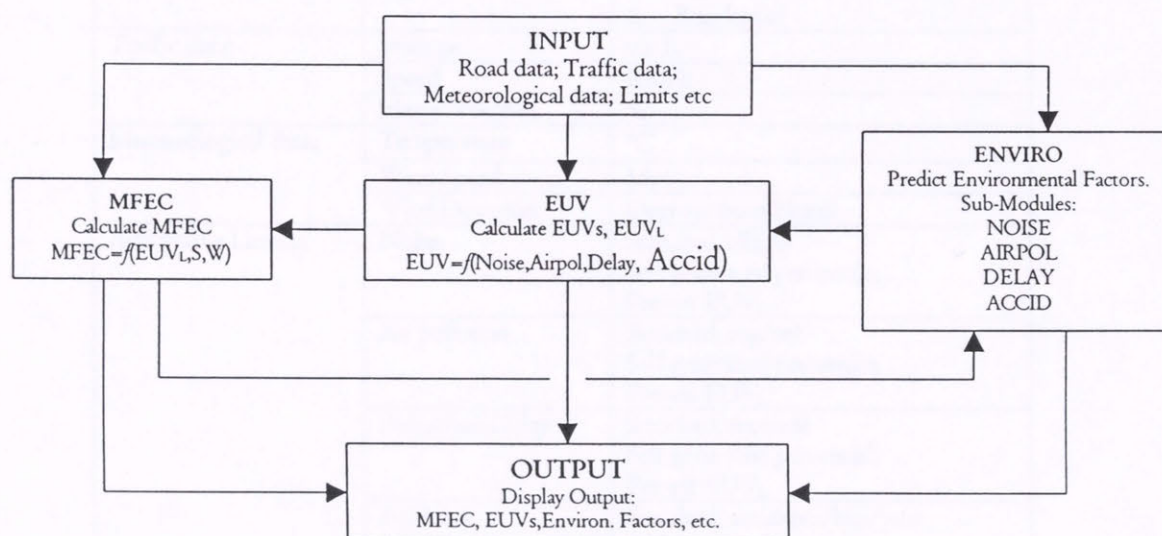 INPUT
Road data; Traffic data;
Meteorological data; Limits etc
ENVIRO
Predict Environmental Factors.
Sub-Modules:
NOISE
AIRPOL
DELAY
ACCID
MFEC
Calculate MFEC
MFEC=f(EUVL,S,W)
EUV
Calculate EUVs, EUVL
EUV=f(Noise,Airpol,Delay, Accid)
OUTPUT
Display Output:
MFEC, EUVs,Environ. Factors, etc.